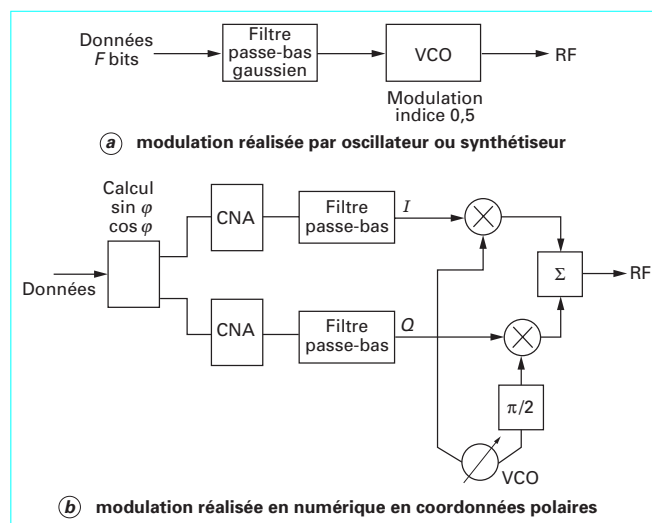 Données
F bits
Filtre
passe-bas
gaussien
VCO
RF
Modulation
indice 0,5
a modulation réalisée par oscillateur ou synthétiseur
Calcul
sin φ
cos φ
CNA
Filtre
passe-bas
I
Σ
RF
Données
CNA
Filtre
passe-bas
Q
π/2
VCO
b modulation réalisée en numérique en coordonnées polaires